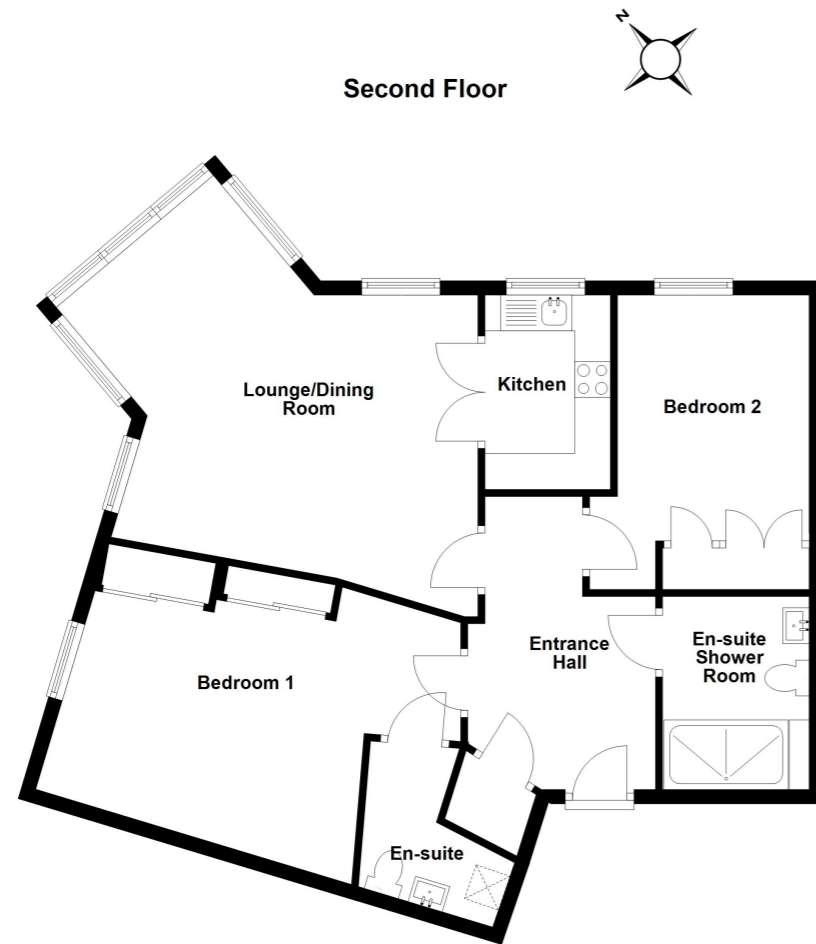 N
Second Floor
Lounge/Dining
Room
Kitchen
Bedroom 2
Entrance
Hall
En-suite
Shower
Room
Bedroom 1
En-suite